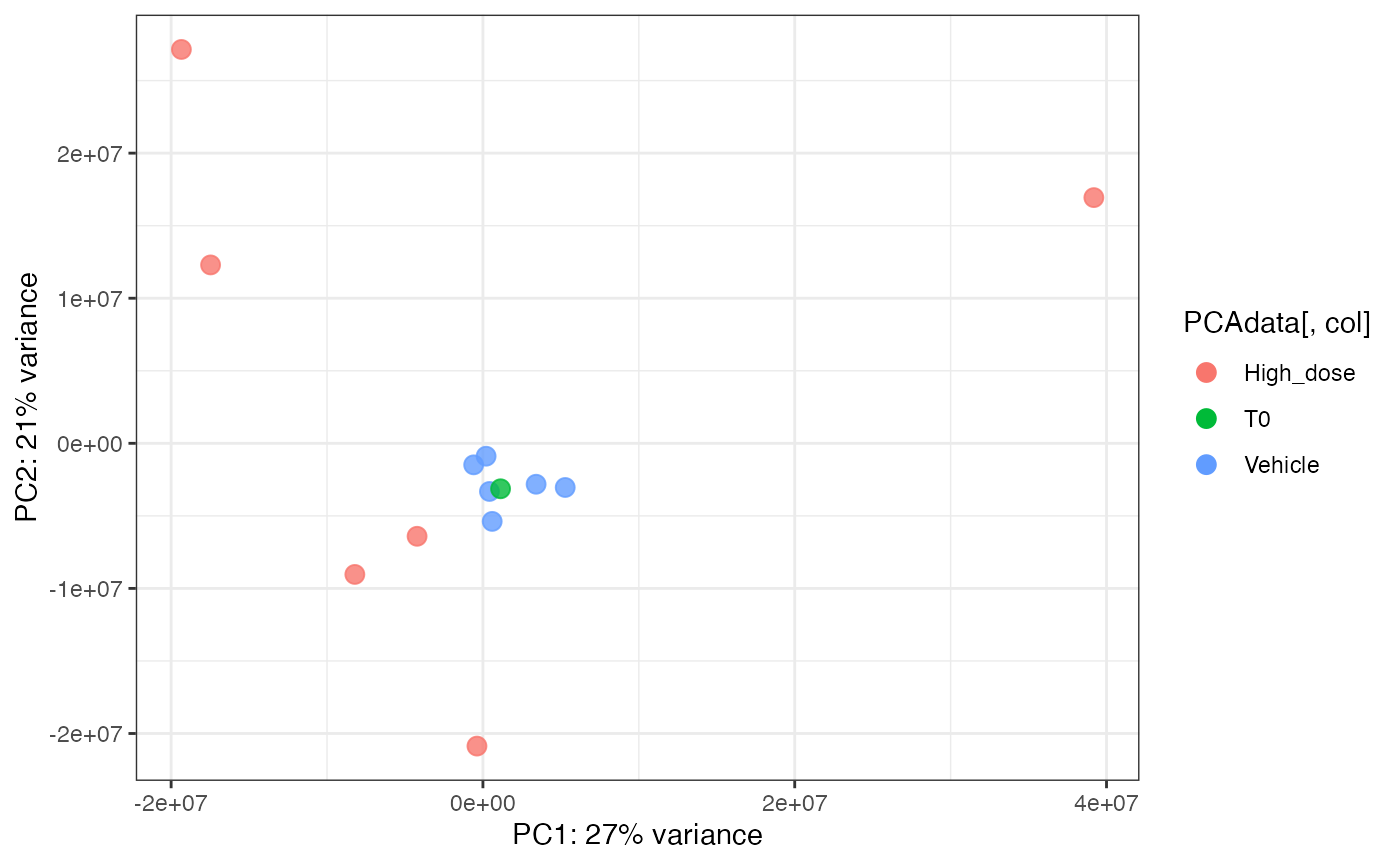 2e+07
1e+07
0e+00
-1e+07
-2e+07
PC2: 21% variance
-2e+07
0e+00
2e+07
4e+07
PC1: 27% variance
PCAdata[, col]
High_dose
T0
Vehicle